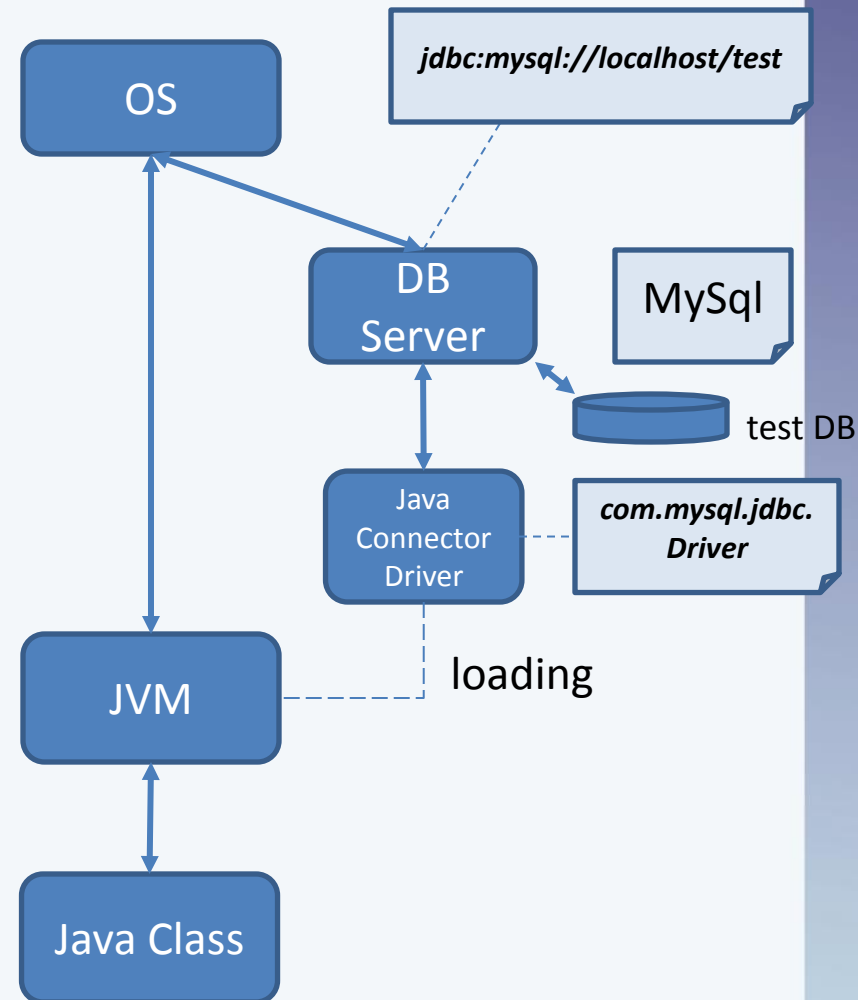 jdbc:mysql://localhost/test
OS
DB
Server
MySql
test DB
Java
Connector
Driver
com.mysql.jdbc.
Driver
loading
JVM
Java Class